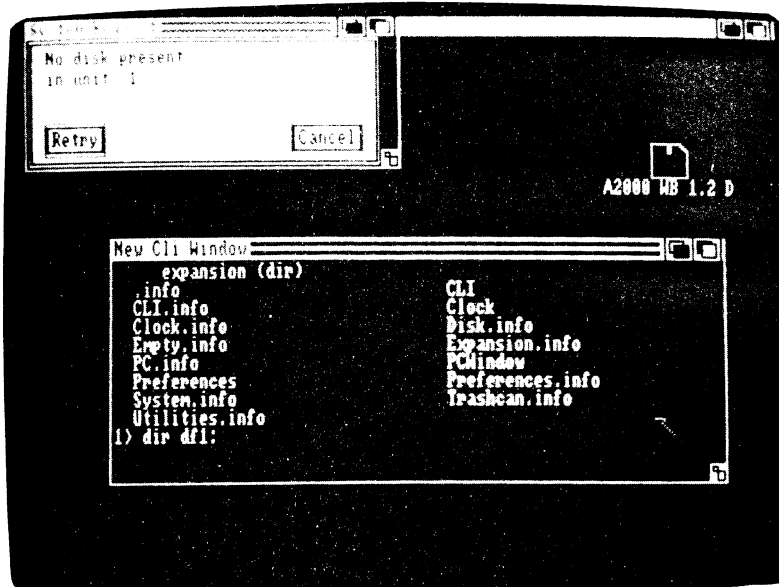 No disk present
in unit 1
Retry
Cancel
A2000 WB 1.2 D
New Cli Window
expansion (dir)
.info
CLI
CLI.info
Clock
Clock.info
Disk.info
Empty.info
Expansion.info
PC.info
PCWindow
Preferences
Preferences.info
System.info
Trashcan.info
Utilities.info
1> dir df1: